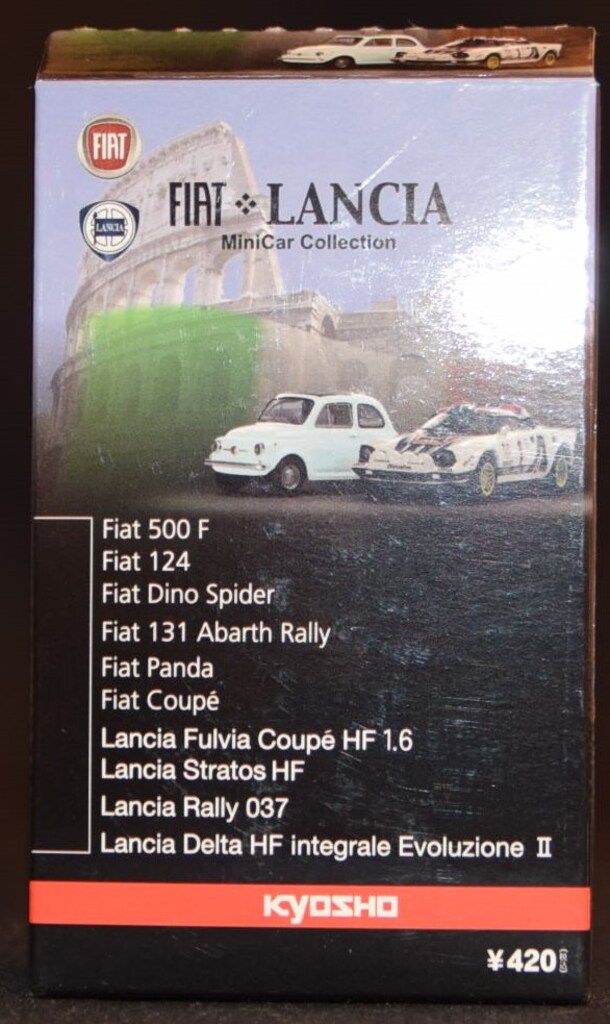 FIAT
LANCIA
FIAT LANCIA
MiniCar Collection
Fiat 500 F
Fiat 124
Fiat Dino Spider
Fiat 131 Abarth Rally
Fiat Panda
Fiat Coupé
Lancia Fulvia Coupé HF 1.6
Lancia Stratos HF
Lancia Rally 037
Lancia Delta HF integrale Evoluzione II
KYOSHO
¥420